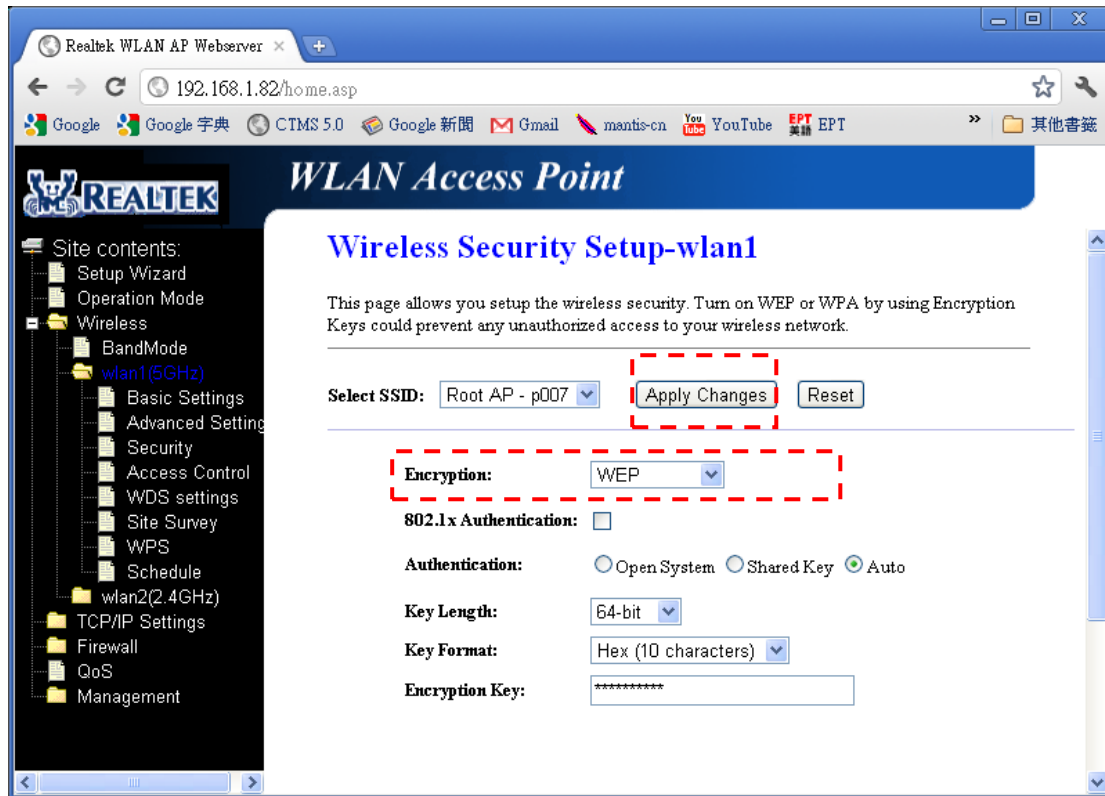 Realtek WLAN AP Webserver
192.168.1.82/home.asp
Google Google 字典 CTMS 5.0 Google 新聞 Gmail mantis-cn You Tube YouTube EPT 美語 EPT » 其他書籤
REALTEK
WLAN Access Point
Site contents:
Setup Wizard
Operation Mode
Wireless
BandMode
wlan1(5GHz)
Basic Settings
Advanced Setting
Security
Access Control
WDS settings
Site Survey
WPS
Schedule
wlan2(2.4GHz)
TCP/IP Settings
Firewall
QoS
Management
Wireless Security Setup-wlan1
This page allows you setup the wireless security. Turn on WEP or WPA by using Encryption
Keys could prevent any unauthorized access to your wireless network.
Select SSID: Root AP - p007 Apply Changes Reset
Encryption: WEP
802.1x Authentication:
Authentication: Open System Shared Key Auto
Key Length: 64-bit
Key Format: Hex (10 characters)
Encryption Key: **********